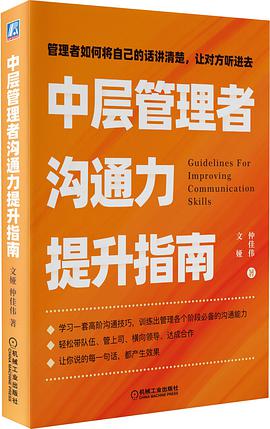 管理者如何将自己的话讲清楚，让对方听进去
中层管理者
沟通力
Guidelines For
Improving
Communication
Skills
提升指南
文娅
仲佳伟
著
学习一套高阶沟通技巧，训练出管理各个阶段必备的沟通能力
轻松带队伍、管上司、横向领导、达成合作
让你说的每一句话，都产生效果
机械工业出版社
CHINA MACHINE PRESS
中层管理者沟通力提升指南
文娅 仲佳伟 著
机械工业出版社